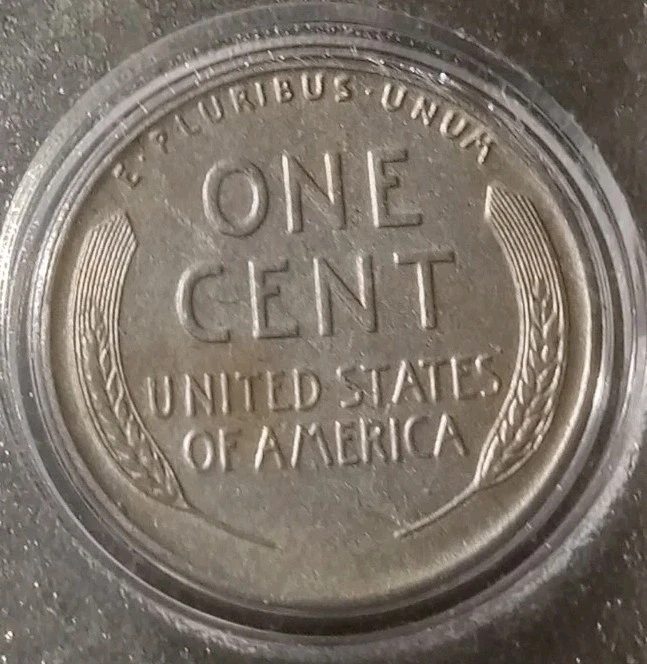 E·PLURIBUS·UNUM
ONE
CENT
UNITED STATES
OF AMERICA